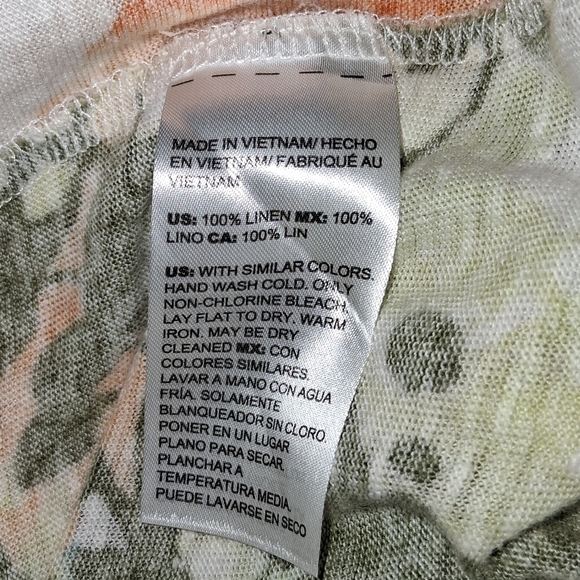 MADE IN VIETNAM/ HECHO
EN VIETNAM/ FABRIQUÉ AU
VIETNAM
US: 100% LINEN MX: 100%
LINO CA: 100% LIN
US: WITH SIMILAR COLORS.
HAND WASH COLD. ONLY
NON-CHLORINE BLEACH.
LAY FLAT TO DRY. WARM
IRON. MAY BE DRY
CLEANED MX: CON
COLORES SIMILARES.
LAVAR A MANO CON AGUA
FRÍA. SOLAMENTE
BLANQUEADOR SIN CLORO.
PONER EN UN LUGAR
PLANO PARA SECAR.
PLANCHAR A
TEMPERATURA MEDIA.
PUEDE LAVARSE EN SECO